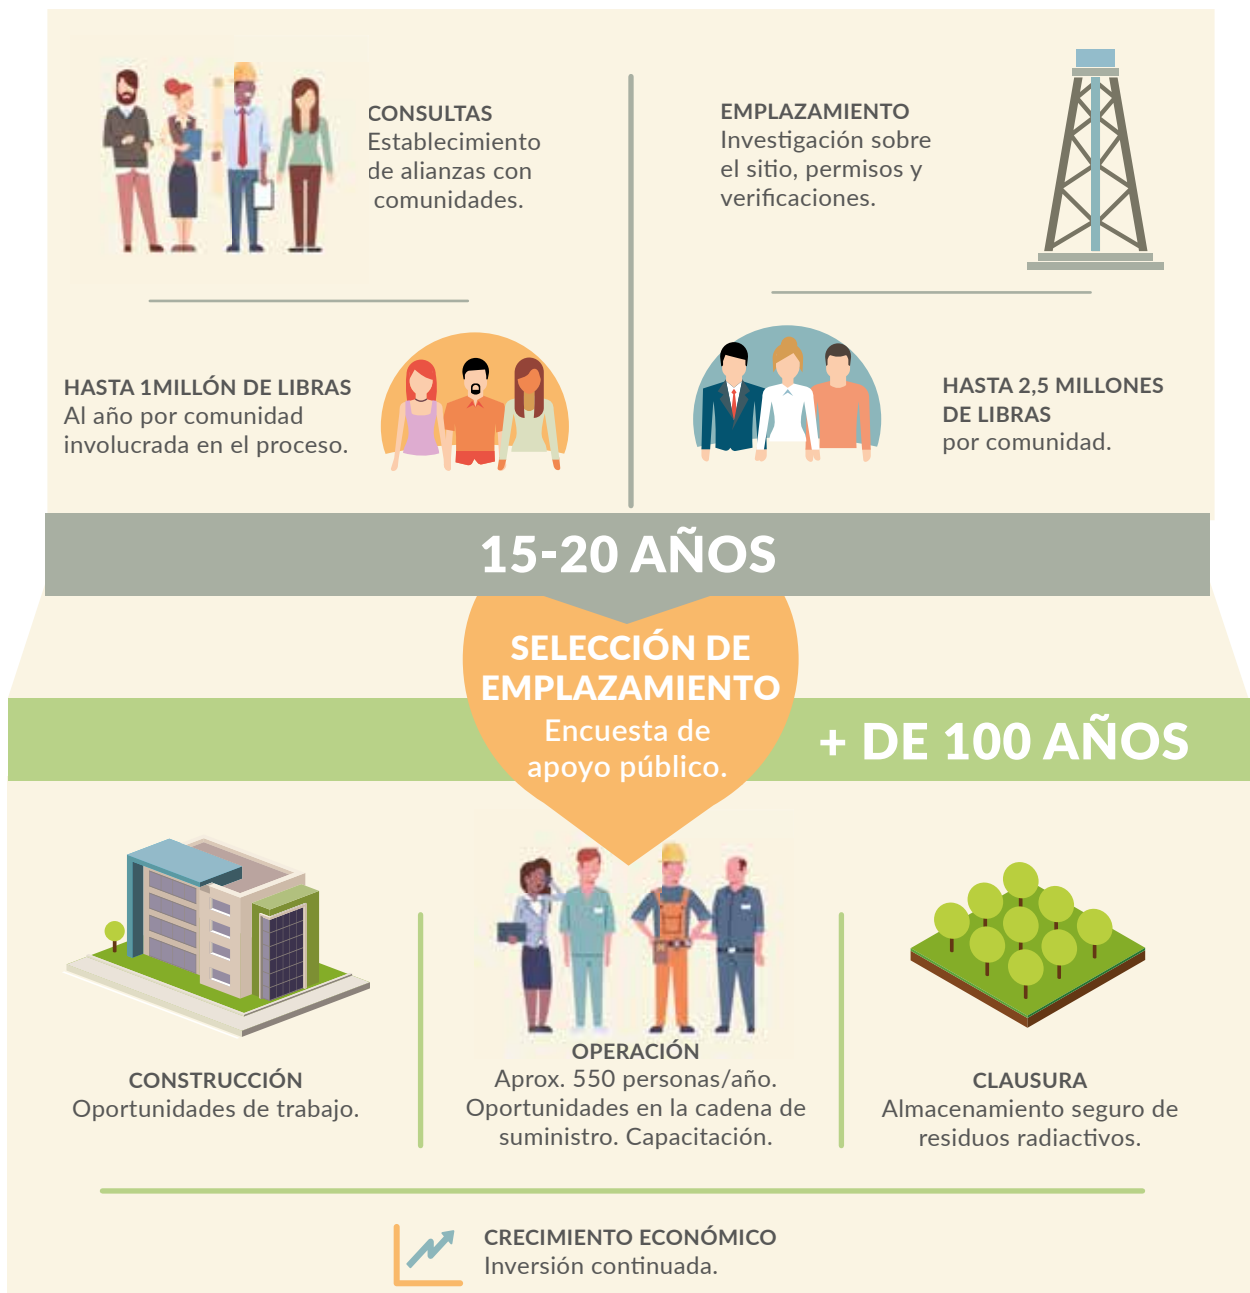 CONSULTAS
Establecimiento
de alianzas con
comunidades.
EMPLAZAMIENTO
Investigación sobre
el sitio, permisos y
verificaciones.
HASTA 1MILLÓN DE LIBRAS
Al año por comunidad
involucrada en el proceso.
HASTA 2,5 MILLONES
DE LIBRAS
por comunidad.
15-20 AÑOS
SELECCIÓN DE
EMPLAZAMIENTO
Encuesta de
apoyo público.
+ DE 100 AÑOS
CONSTRUCCIÓN
Oportunidades de trabajo.
OPERACIÓN
Aprox. 550 personas/año.
Oportunidades en la cadena de
suministro. Capacitación.
CLAUSURA
Almacenamiento seguro de
residuos radiactivos.
CRECIMIENTO ECONÓMICO
Inversión continuada.